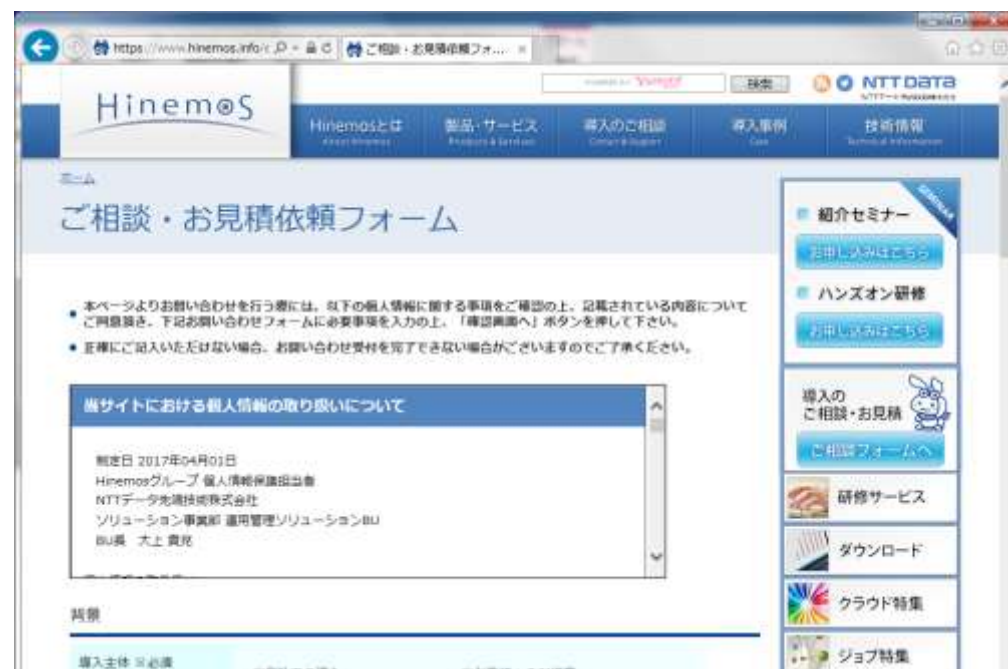 https://www.hinemos.info/c
ご相談・お見積依頼フォ...
Hinemos
検索
NTT DATA
Hinemosとは
製品・サービス
導入のご相談
導入事例
技術情報
About Hinemos
Products & Services
Contact & Support
Case
Technical Information
ホーム
ご相談・お見積依頼フォーム
本ページよりお問い合わせを行う際には、以下の個人情報に関する事項をご確認の上、記載されている内容について
ご同意頂き、下記お問い合わせフォームに必要事項を入力の上、「確認画面へ」ボタンを押して下さい。
正確にご記入いただけない場合、お問い合わせ受付を完了できない場合がございますのでご了承ください。
当サイトにおける個人情報の取り扱いについて
制定日 2017年04月01日
Hinemosグループ 個人情報保護担当者
NTTデータ先端技術株式会社
ソリューション事業部 運用管理ソリューションBU
BU長 大上 貴充
背景
導入主体 ※必須
SEMINAR
紹介セミナー
お申し込みはこちら
ハンズオン研修
お申し込みはこちら
導入の
ご相談・お見積
ご相談フォームへ
研修サービス
ダウンロード
クラウド特集
ジョブ特集